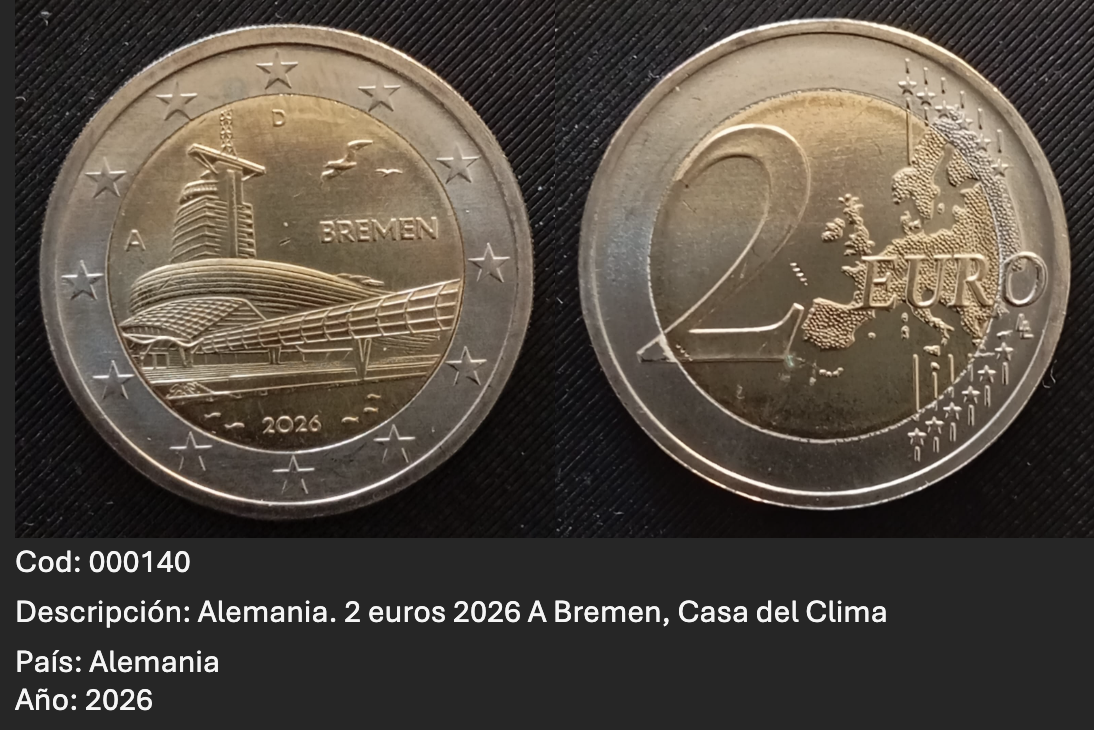 D
BREMEN
A
2026
2 EURO
LL
Cod: 000140
Descripción: Alemania. 2 euros 2026 A Bremen, Casa del Clima
País: Alemania
Año: 2026